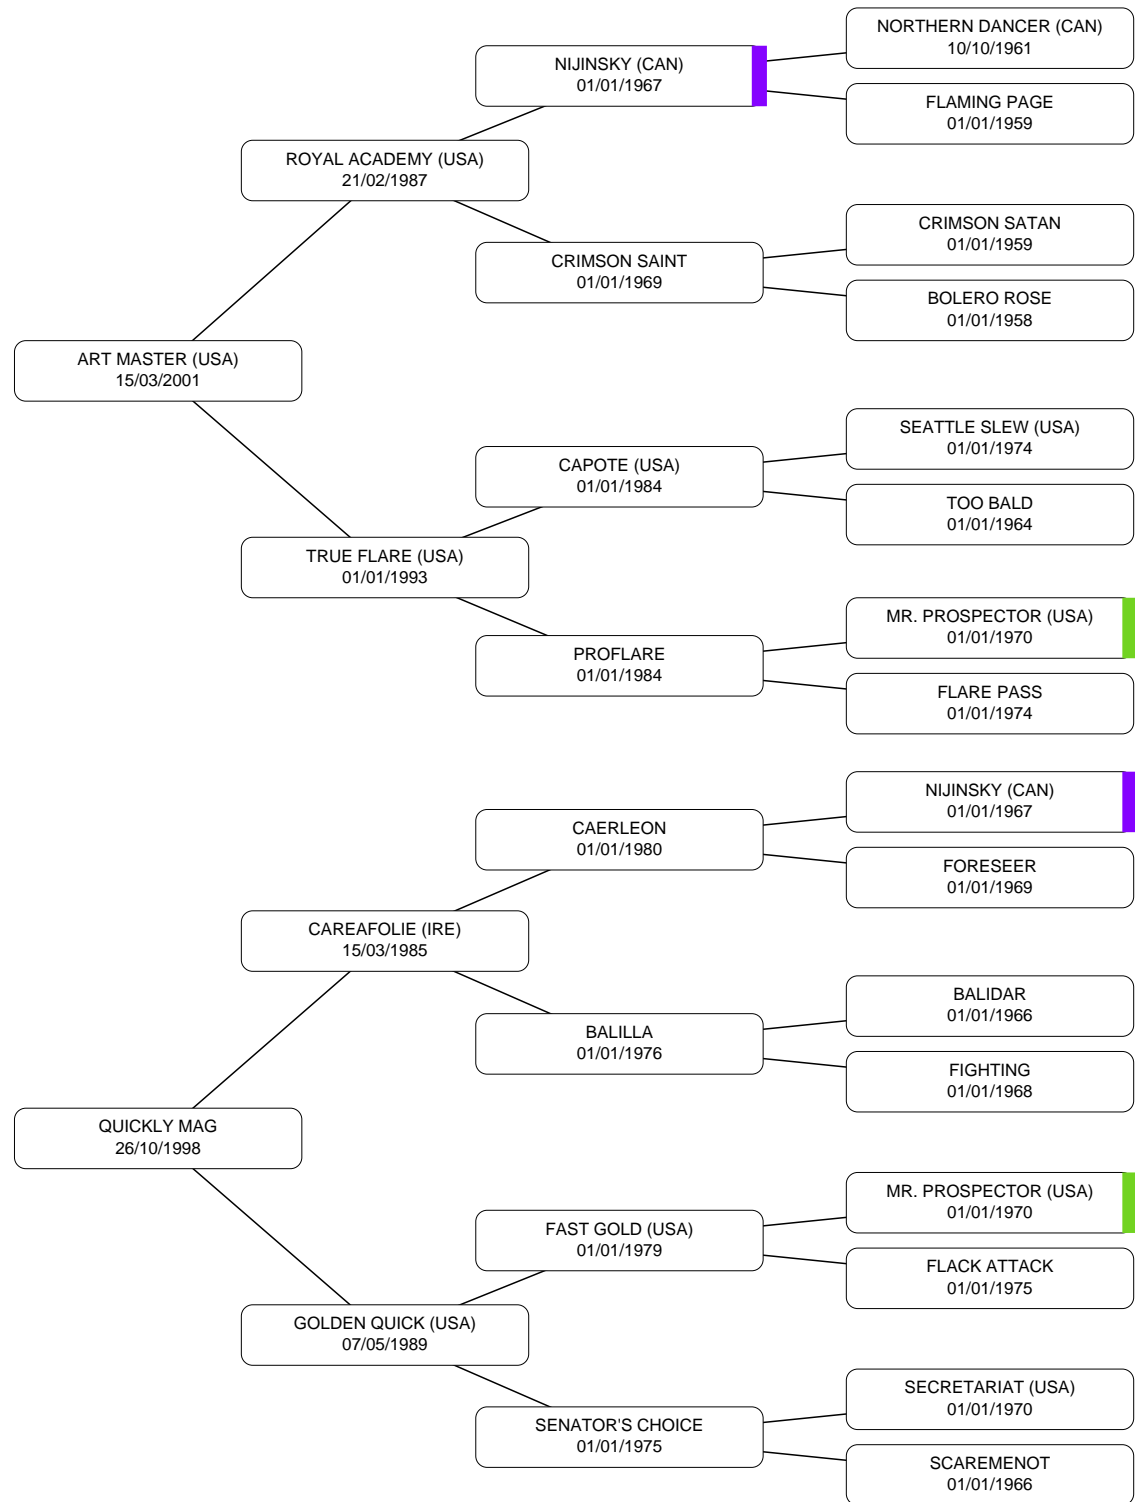 NORTHERN DANCER (CAN)
10/10/1961
NIJINSKY (CAN)
01/01/1967
FLAMING PAGE
01/01/1959
ROYAL ACADEMY (USA)
21/02/1987
CRIMSON SATAN
01/01/1959
CRIMSON SAINT
01/01/1969
BOLERO ROSE
01/01/1958
ART MASTER (USA)
15/03/2001
SEATTLE SLEW (USA)
01/01/1974
CAPOTE (USA)
01/01/1984
TOO BALD
01/01/1964
TRUE FLARE (USA)
01/01/1993
MR. PROSPECTOR (USA)
01/01/1970
PROFLARE
01/01/1984
FLARE PASS
01/01/1974
NIJINSKY (CAN)
01/01/1967
CAERLEON
01/01/1980
FORESEER
01/01/1969
CAREAFOLIE (IRE)
15/03/1985
BALIDAR
01/01/1966
BALILLA
01/01/1976
FIGHTING
01/01/1968
QUICKLY MAG
26/10/1998
MR. PROSPECTOR (USA)
01/01/1970
FAST GOLD (USA)
01/01/1979
FLACK ATTACK
01/01/1975
GOLDEN QUICK (USA)
07/05/1989
SECRETARIAT (USA)
01/01/1970
SENATOR'S CHOICE
01/01/1975
SCAREMENOT
01/01/1966